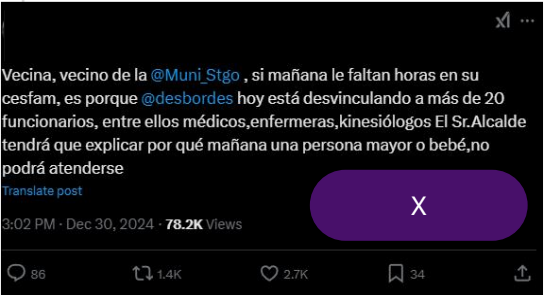 Vecina, vecino de la @Muni_Stgo , si mañana le faltan horas en su
cesfam, es porque @desbordes hoy está desvinculando a más de 20
funcionarios, entre ellos médicos,enfermeras,kinesiólogos El Sr.Alcalde
tendrá que explicar por qué mañana una persona mayor o bebé,no
podrá atenderse
Translate post
X
3:02 PM · Dec 30, 2024 · 78.2K Views
86 1.4K 2.7K 34